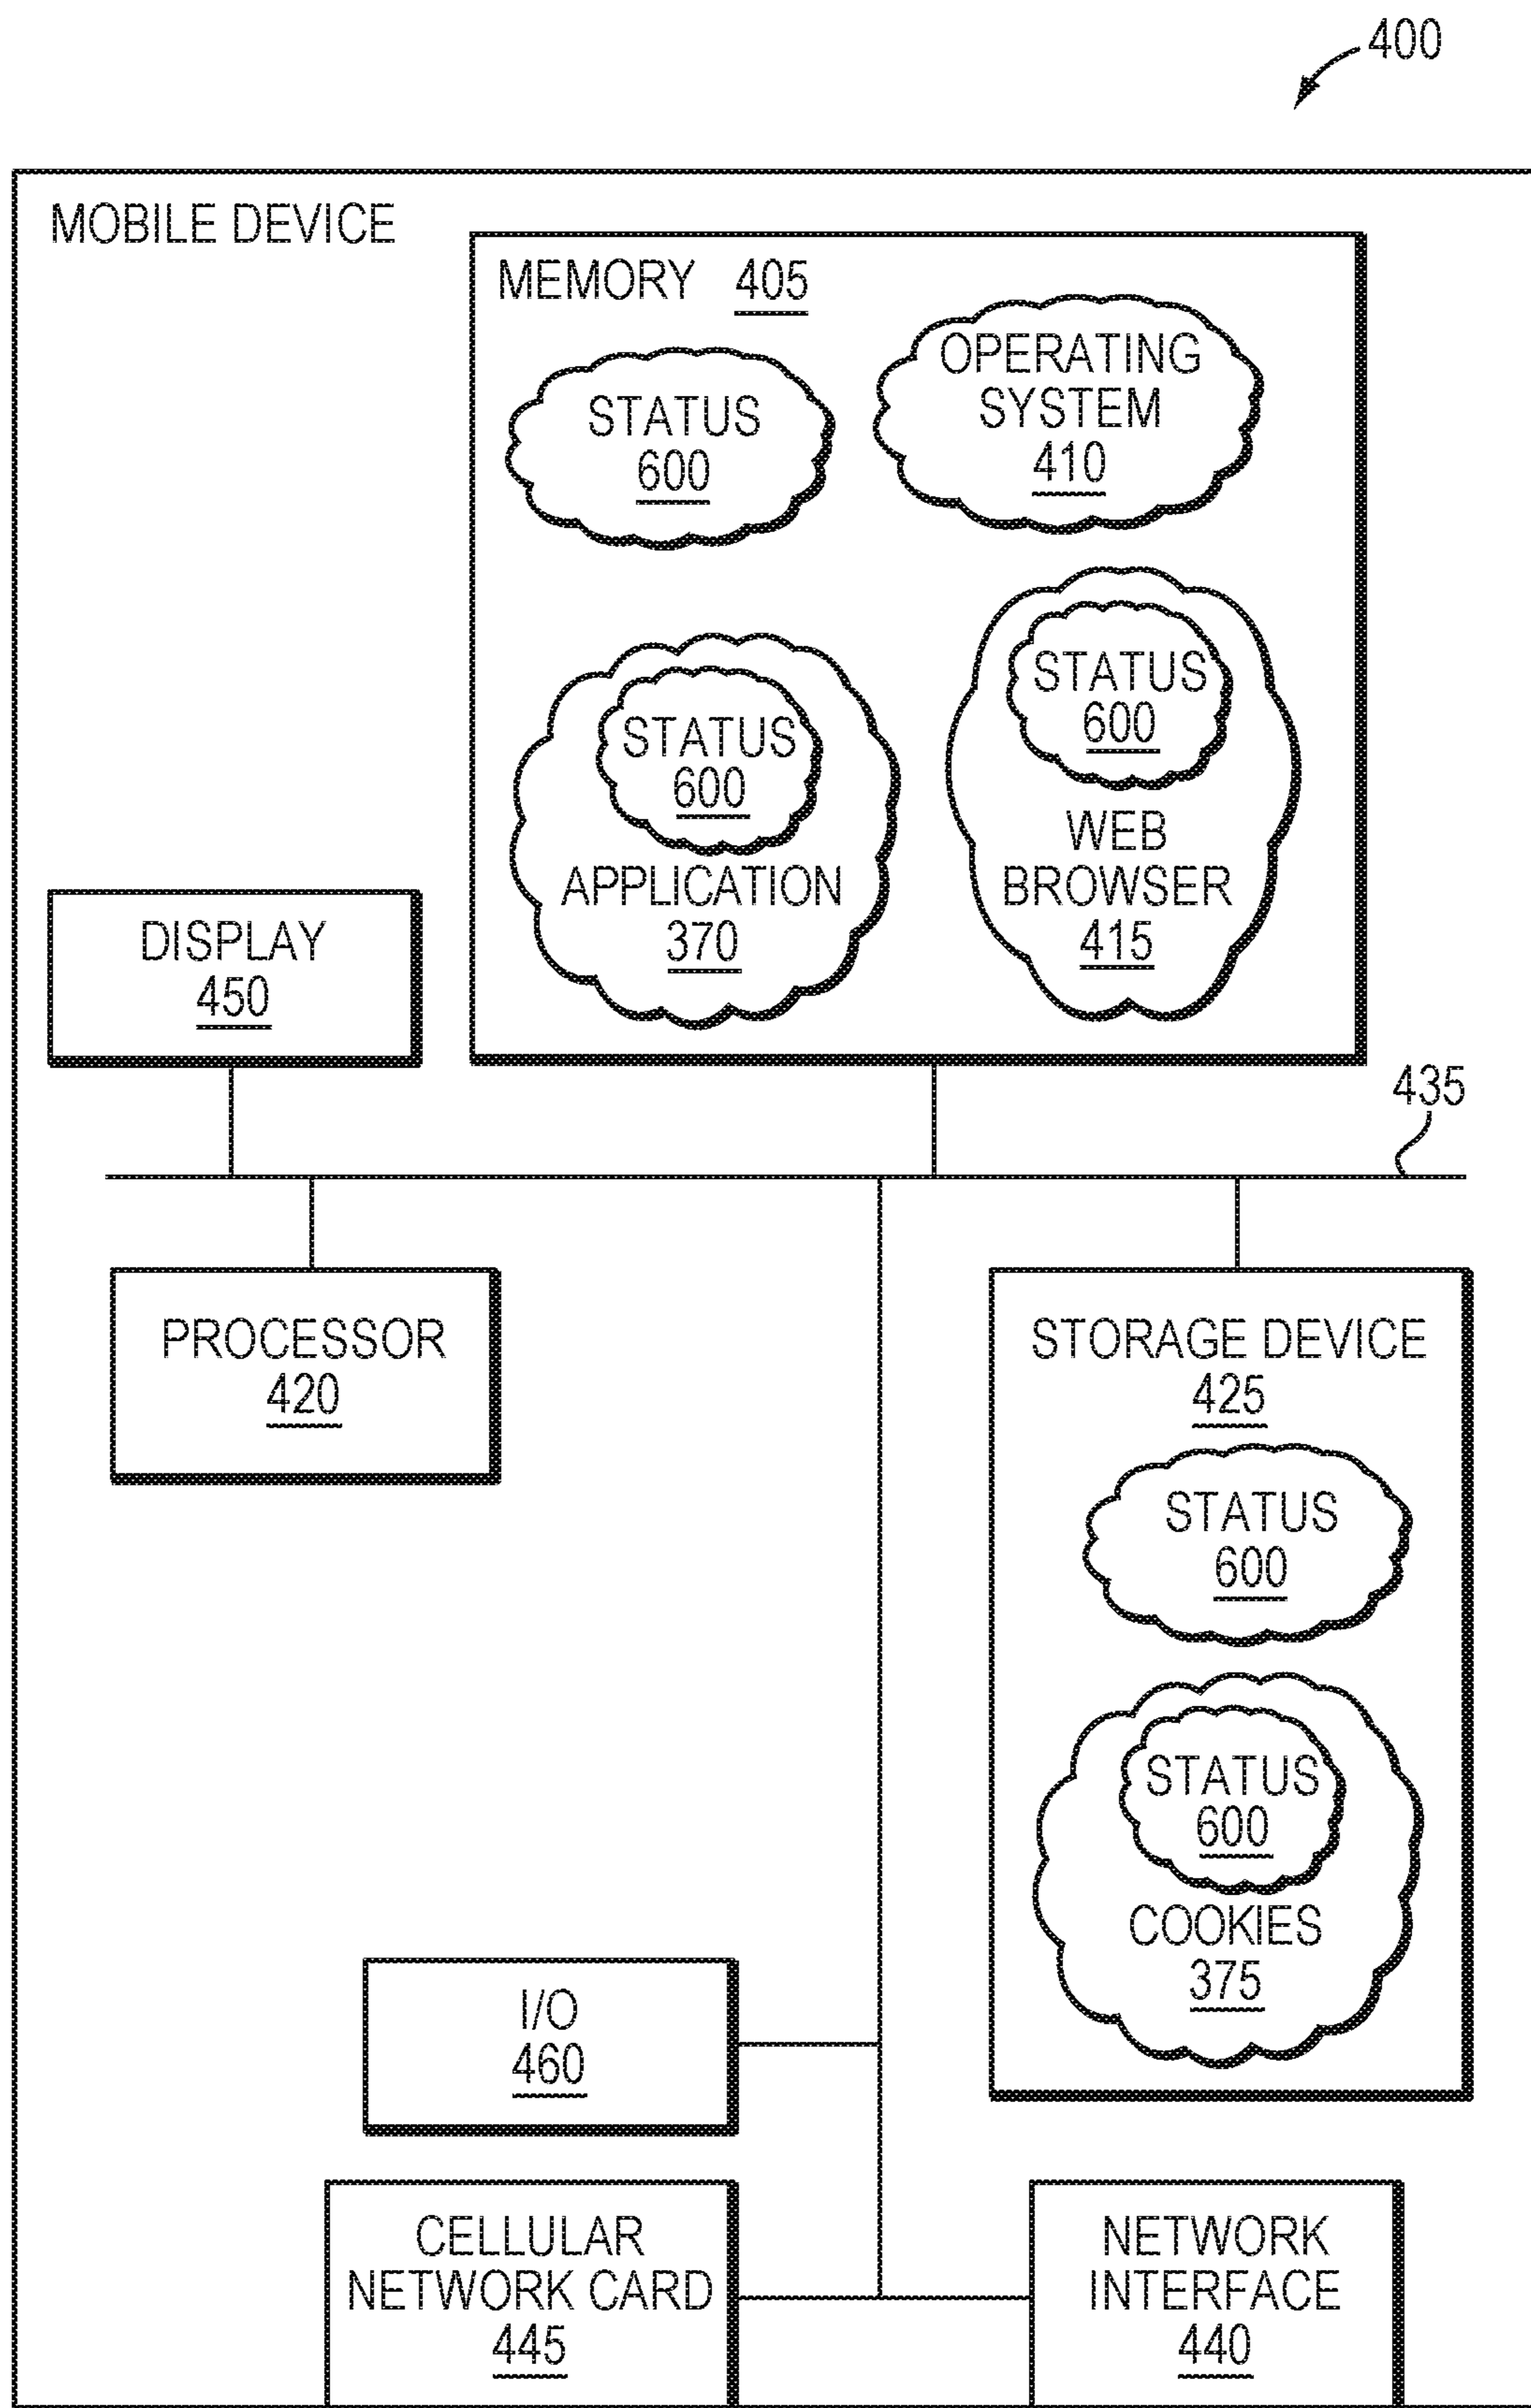 400
MOBILE DEVICE
MEMORY 405
STATUS
600
OPERATING
SYSTEM
410
STATUS
600
APPLICATION
370
STATUS
600
WEB
BROWSER
415
DISPLAY
450
435
PROCESSOR
420
STORAGE DEVICE
425
STATUS
600
STATUS
600
COOKIES
375
I/O
460
CELLULAR
NETWORK CARD
445
NETWORK
INTERFACE
440